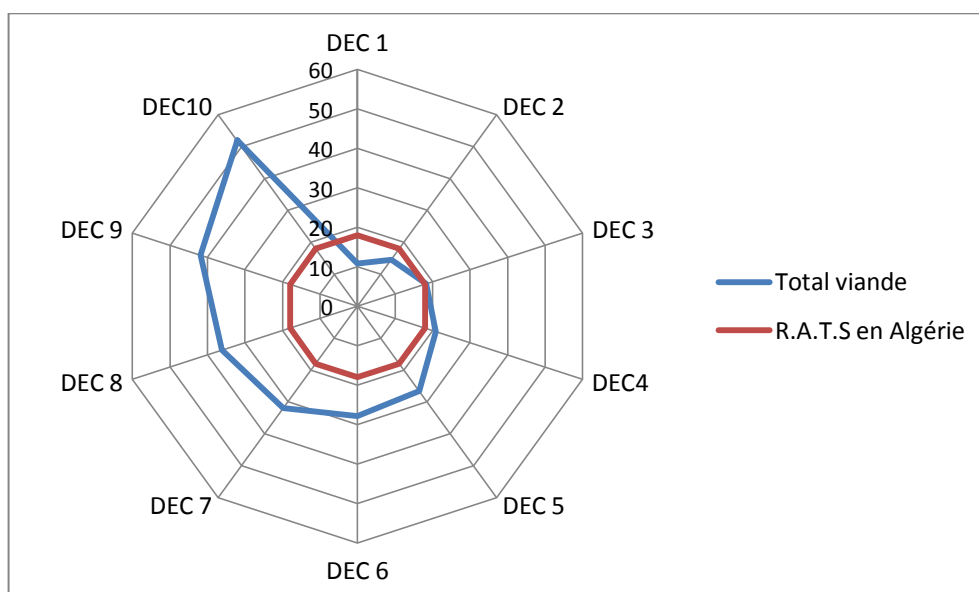 DEC 1
DEC 2
DEC 3
DEC4
DEC 5
DEC 6
DEC 7
DEC 8
DEC 9
DEC10
60
50
40
30
20
10
0
Total viande
R.A.T.S en Algérie